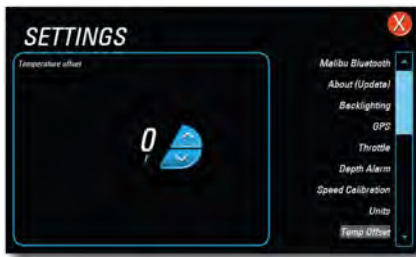 SETTINGS
X
Temperature offset
0
F
Malibu Bluetooth
About (Update)
Backlighting
GPS
Throttle
Depth Alarm
Speed Calibration
Units
Temp Offset